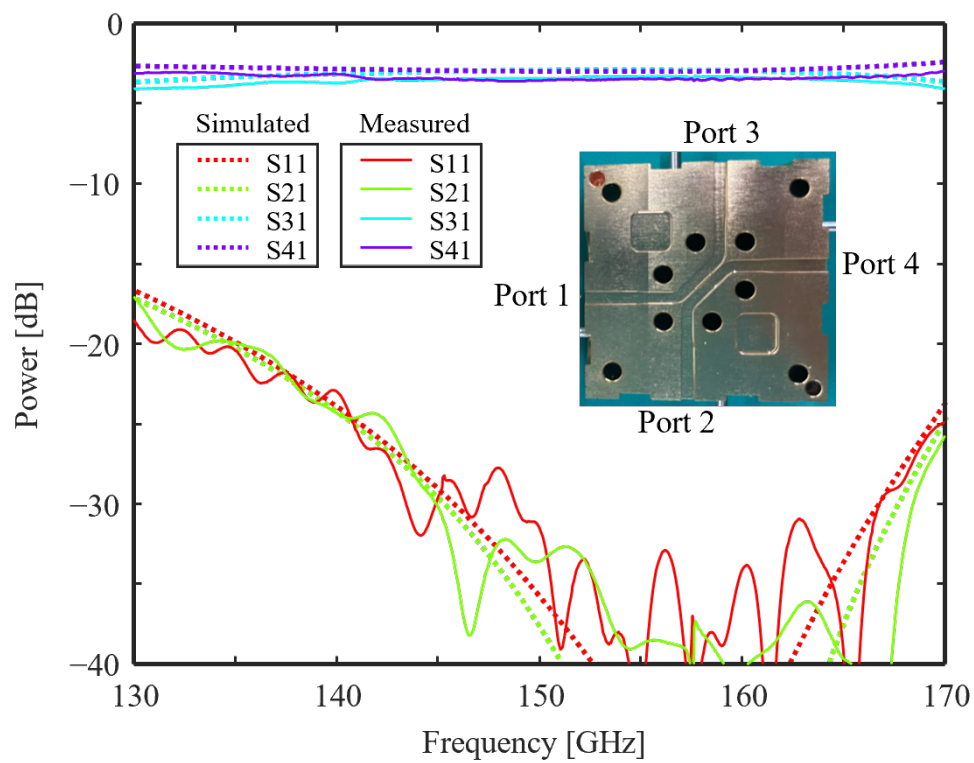 0
−10
−20
−30
−40
Power [dB]
130
140
150
160
170
Frequency [GHz]
Simulated
S11
S21
S31
S41
Measured
S11
S21
S31
S41
Port 3
Port 1
Port 4
Port 2